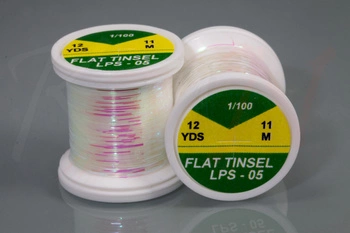 1/100
12 11
YDS M
FLAT TINSEL
LPS - 05
1/100
12 11
YDS M
FLAT TINSEL
LPS - 05